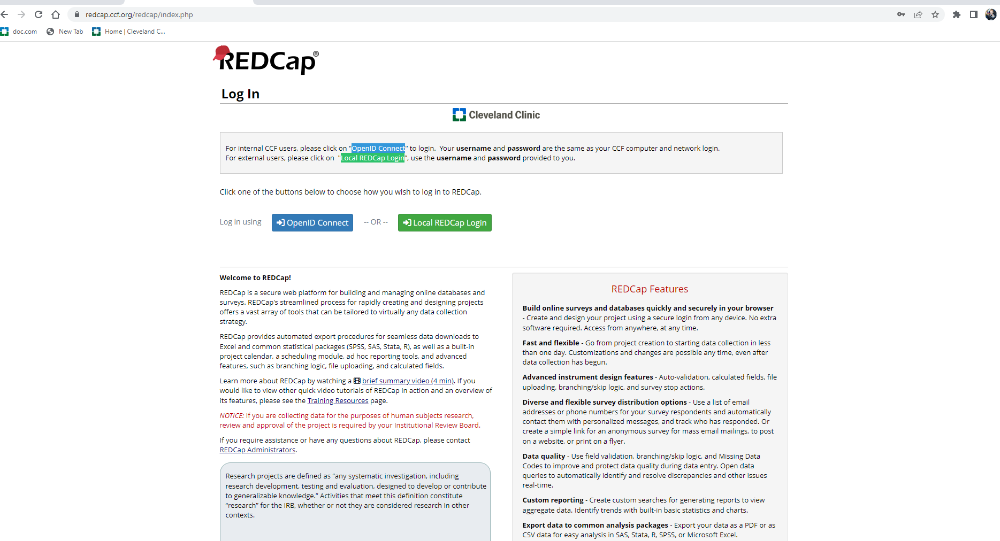 redcap.ccf.org/redcap/index.php
doc.com
New Tab
Home | Cleveland C...
REDCap®
Log In
Cleveland Clinic
For internal CCF users, please click on "OpenID Connect" to login.  Your username and password are the same as your CCF computer and network login.
For external users, please click on  "Local REDCap Login", use the username and password provided to you.
Click one of the buttons below to choose how you wish to log in to REDCap.
Log in using OpenID Connect -- OR -- Local REDCap Login
Welcome to REDCap!
REDCap is a secure web platform for building and managing online databases and
surveys. REDCap's streamlined process for rapidly creating and designing projects
offers a vast array of tools that can be tailored to virtually any data collection
strategy.
REDCap provides automated export procedures for seamless data downloads to
Excel and common statistical packages (SPSS, SAS, Stata, R), as well as a built-in
project calendar, a scheduling module, ad hoc reporting tools, and advanced
features, such as branching logic, file uploading, and calculated fields.
Learn more about REDCap by watching a brief summary video (4 min). If you
would like to view other quick video tutorials of REDCap in action and an overview of
its features, please see the Training Resources page.
NOTICE: If you are collecting data for the purposes of human subjects research,
review and approval of the project is required by your Institutional Review Board.
If you require assistance or have any questions about REDCap, please contact
REDCap Administrators.
Research projects are defined as “any systematic investigation, including
research development, testing and evaluation, designed to develop or contribute
to generalizable knowledge.” Activities that meet this definition constitute
“research” for the IRB, whether or not they are considered research in other
contexts.
REDCap Features
Build online surveys and databases quickly and securely in your browser
- Create and design your project using a secure login from any device. No extra
software required. Access from anywhere, at any time.
Fast and flexible - Go from project creation to starting data collection in less
than one day. Customizations and changes are possible any time, even after
data collection has begun.
Advanced instrument design features - Auto-validation, calculated fields, file
uploading, branching/skip logic, and survey stop actions.
Diverse and flexible survey distribution options - Use a list of email
addresses or phone numbers for your survey respondents and automatically
contact them with personalized messages, and track who has responded. Or
create a simple link for an anonymous survey for mass email mailings, to post
on a website, or print on a flyer.
Data quality - Use field validation, branching/skip logic, and Missing Data
Codes to improve and protect data quality during data entry. Open data
queries to automatically identify and resolve discrepancies and other issues
real-time.
Custom reporting - Create custom searches for generating reports to view
aggregate data. Identify trends with built-in basic statistics and charts.
Export data to common analysis packages - Export your data as a PDF or as
CSV data for easy analysis in SAS, Stata, R, SPSS, or Microsoft Excel.